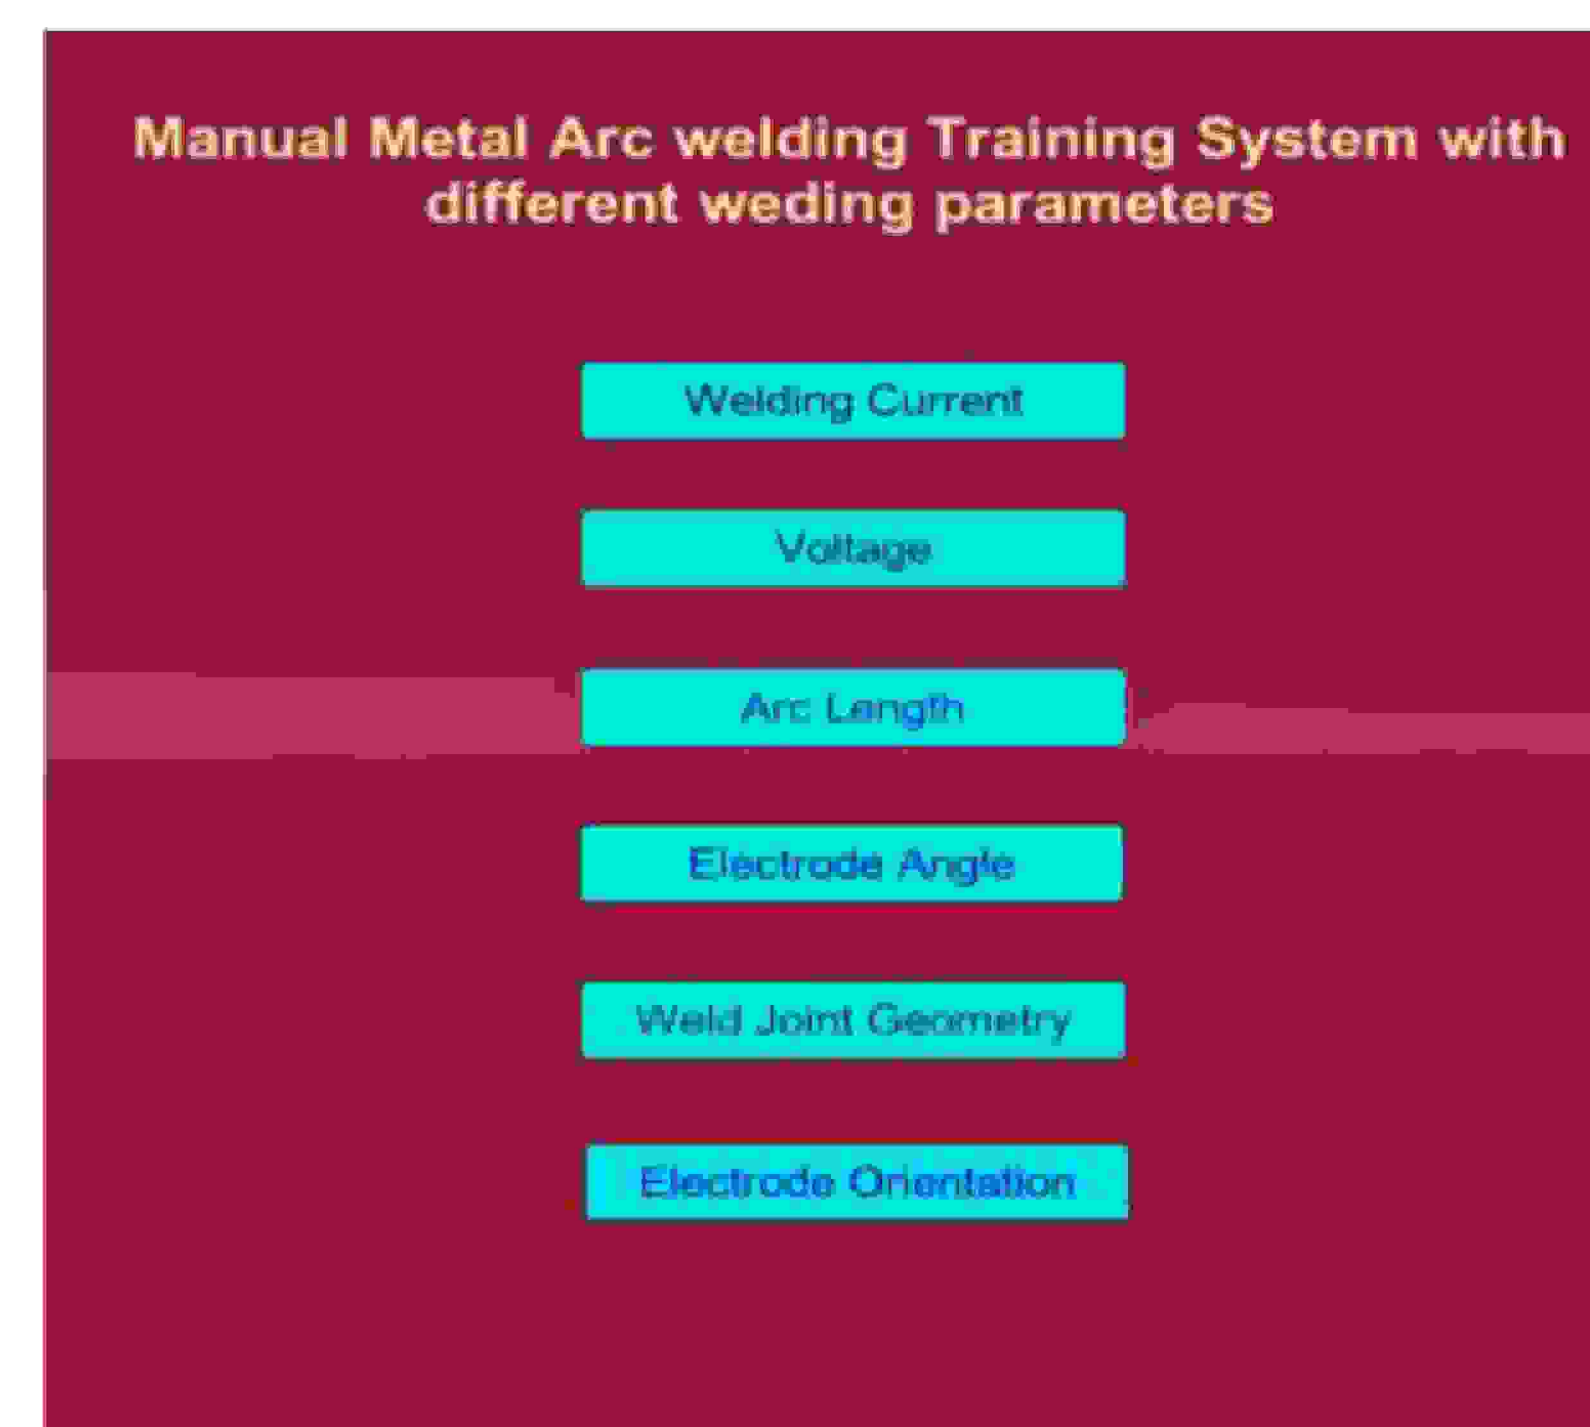 Manual Metal Arc welding Training System with
different weding parameters
Welding Current
Voltage
Arc Length
Electrode Angle
Weld Joint Geometry
Electrode Orientation